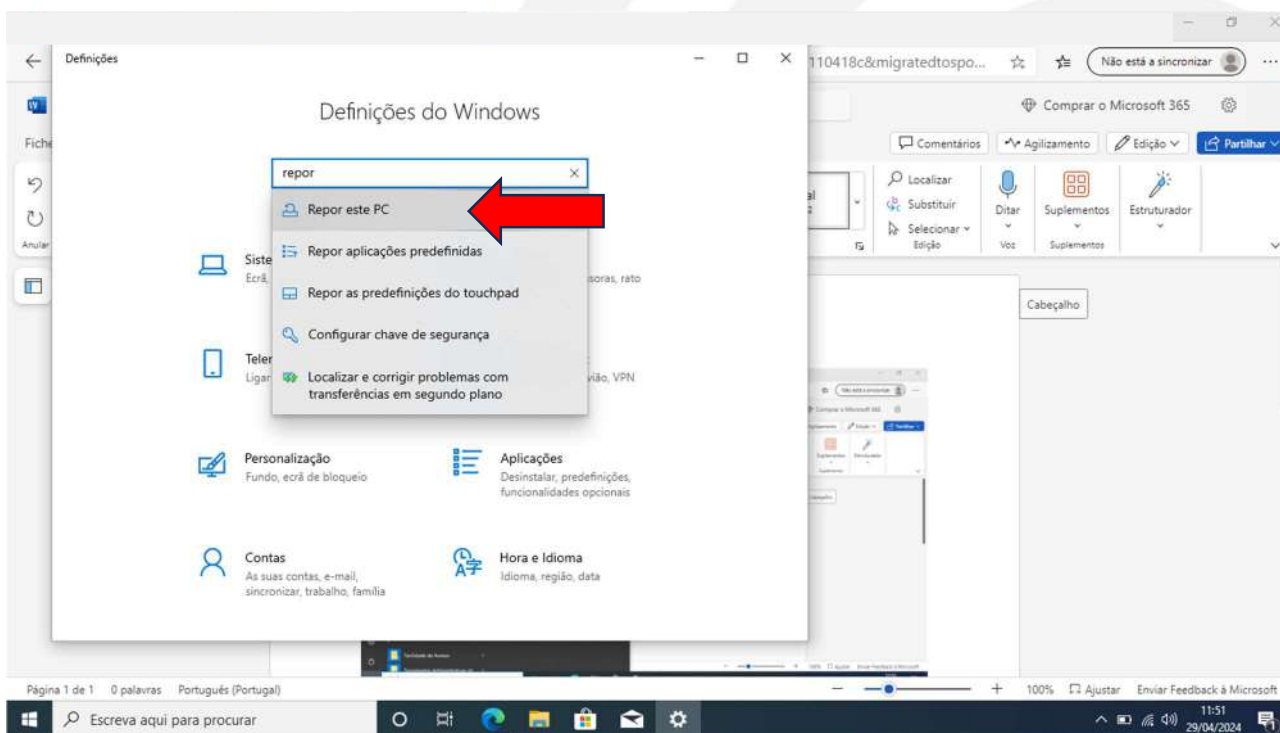 Definições
110418c&migratedtospo...
Não está a sincronizar
Definições do Windows
Comprar o Microsoft 365
Fiche
Comentários
Agilizamento
Edição
Partilhar
repor
Repor este PC
Repor aplicações predefinidas
Repor as predefinições do touchpad
Configurar chave de segurança
Localizar e corrigir problemas com
transferências em segundo plano
Localizar
Substituir
Selecionar
Edição
Ditar
Voz
Suplementos
Suplementos
Estruturador
Anular
Siste
Ecrã,
soras, rato
Cabeçalho
Teler
Ligar
vião, VPN
Personalização
Fundo, ecrã de bloqueio
Aplicações
Desinstalar, predefinições,
funcionalidades opcionais
Contas
As suas contas, e-mail,
sincronizar, trabalho, família
Hora e Idioma
Idioma, região, data
Página 1 de 1 0 palavras Português (Portugal)
100% Ajustar Enviar Feedback à Microsoft
Escreva aqui para procurar
11:51
29/04/2024